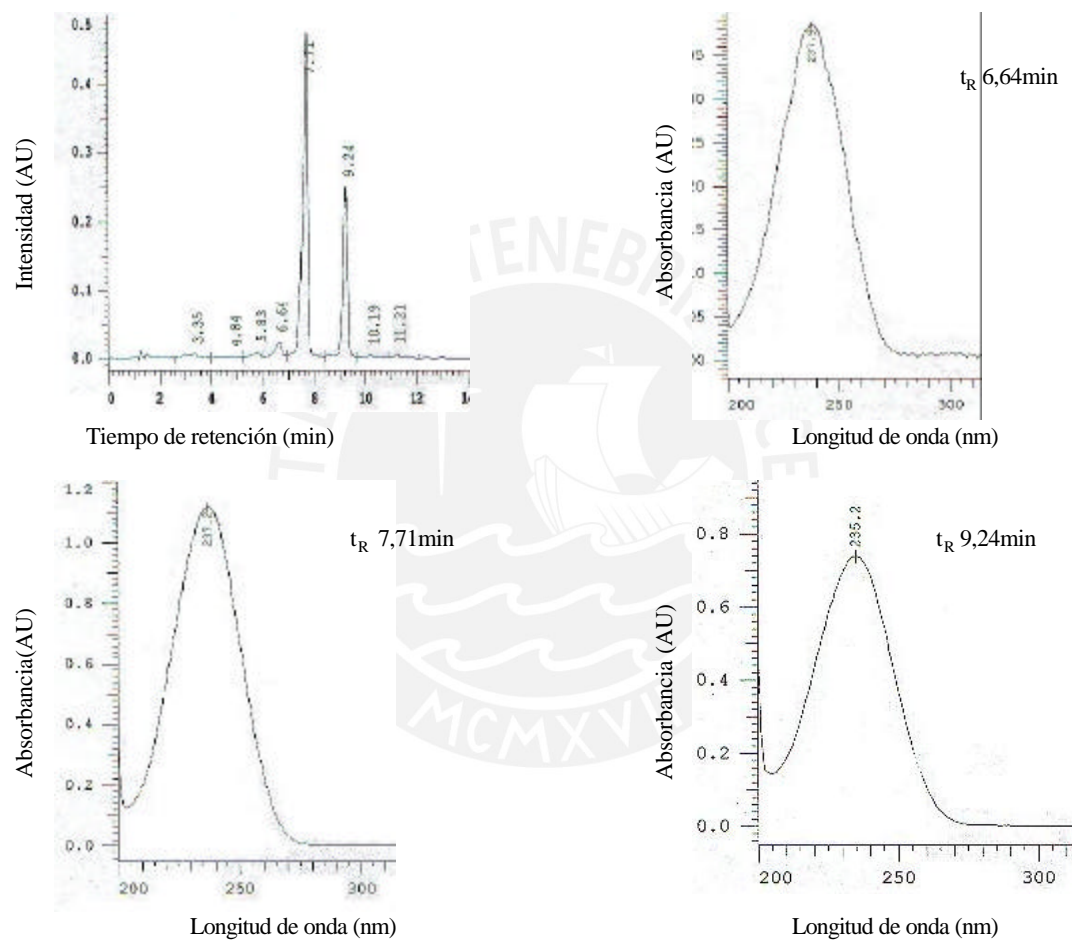 0.5
0.4
0.3
0.2
0.1
0.0
Intensidad (AU)
3.35
4.84
5.83
6.64
7.71
9.24
10.19
11.21
0 2 4 6 8 10 12
Tiempo de retención (min)
Absorbancia (AU)
t_R 6,64min
200 250 300
Longitud de onda (nm)
TENEBRI
MCMXVII
1.2
1.0
0.8
0.6
0.4
0.2
0.0
Absorbancia(AU)
t_R 7,71min
200 250 300
Longitud de onda (nm)
0.8
0.6
0.4
0.2
0.0
Absorbancia (AU)
235.2
t_R 9,24min
200 250 300
Longitud de onda (nm)